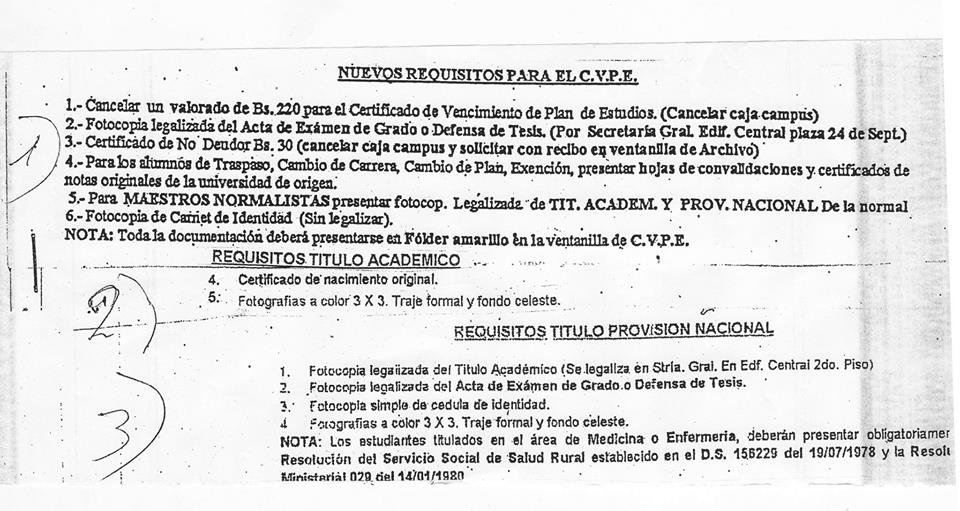 NUEVOS REQUISITOS PARA EL C.V.P.E.
1.- Cancelar un valorado de Bs. 220 para el Certificado de Vencimiento de Plan de Estudios. (Cancelar caja campus)
2.- Fotocopia legalizada del Acta de Exámen de Grado o Defensa de Tesis. (Por Secretaría Gral. Edif. Central plaza 24 de Sept.)
3.- Certificado de No Deudor Bs. 30 (cancelar caja campus y solicitar con recibo en ventanilla de Archivo)
4.- Para los alumnos de Traspaso, Cambio de Carrera, Cambio de Plan, Exención, presentar hojas de convalidaciones y certificados de
notas originales de la universidad de origen.
5.- Para MAESTROS NORMALISTAS presentar fotocop. Legalizada de TIT. ACADEM. Y PROV. NACIONAL De la normal
6.- Fotocopia de Carnet de Identidad (Sin legalizar).
NOTA: Toda la documentación deberá presentarse en Fólder amarillo en la ventanilla de C.V.P.E.
1)
REQUISITOS TITULO ACADEMICO
4. Certificado de nacimiento original.
5. Fotografias a color 3 X 3. Traje formal y fondo celeste.
2)
REQUISITOS TITULO PROVISION NACIONAL
1. Fotocopia legalizada del Titulo Académico (Se legaliza en Stria. Gral. En Edf. Central 2do. Piso)
2. Fotocopia legalizada del Acta de Exámen de Grado o Defensa de Tesis.
3. Fotocopia simple de cedula de identidad.
4 Fotografias a color 3 X 3. Traje formal y fondo celeste.
NOTA: Los estudiantes titulados en el área de Medicina o Enfermeria, deberán presentar obligatoriamer
Resolución del Servicio Social de Salud Rural establecido en el D.S. 156229 del 19/07/1978 y la Resol
Ministerial 029 del 14/01/1980
3)